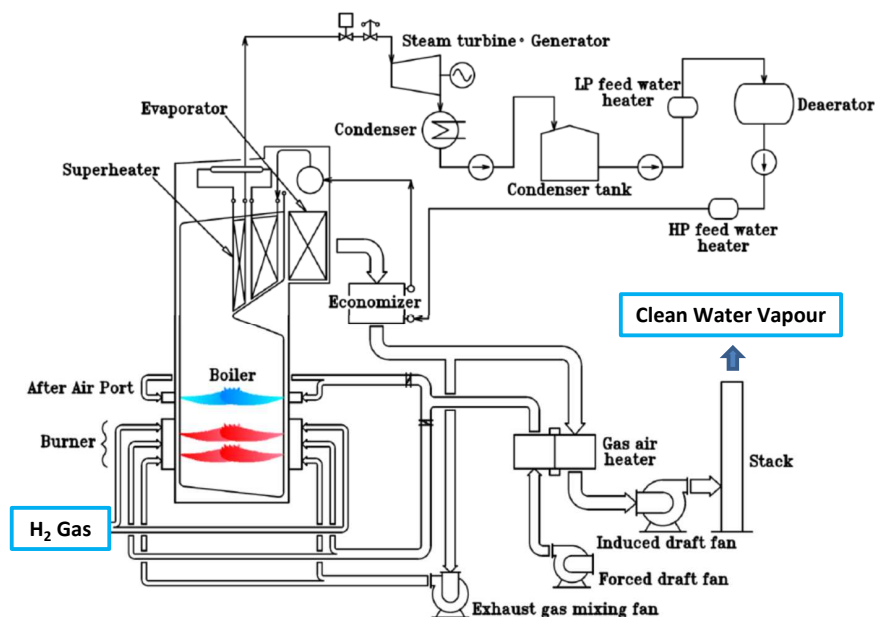 Steam turbine・Generator
Evaporator
LP feed water
heater
Deaerator
Condenser
Superheater
Condenser tank
HP feed water
heater
Economizer
Clean Water Vapour
Boiler
After Air Port
Burner
Gas air
heater
Stack
H₂ Gas
Induced draft fan
Forced draft fan
Exhaust gas mixing fan